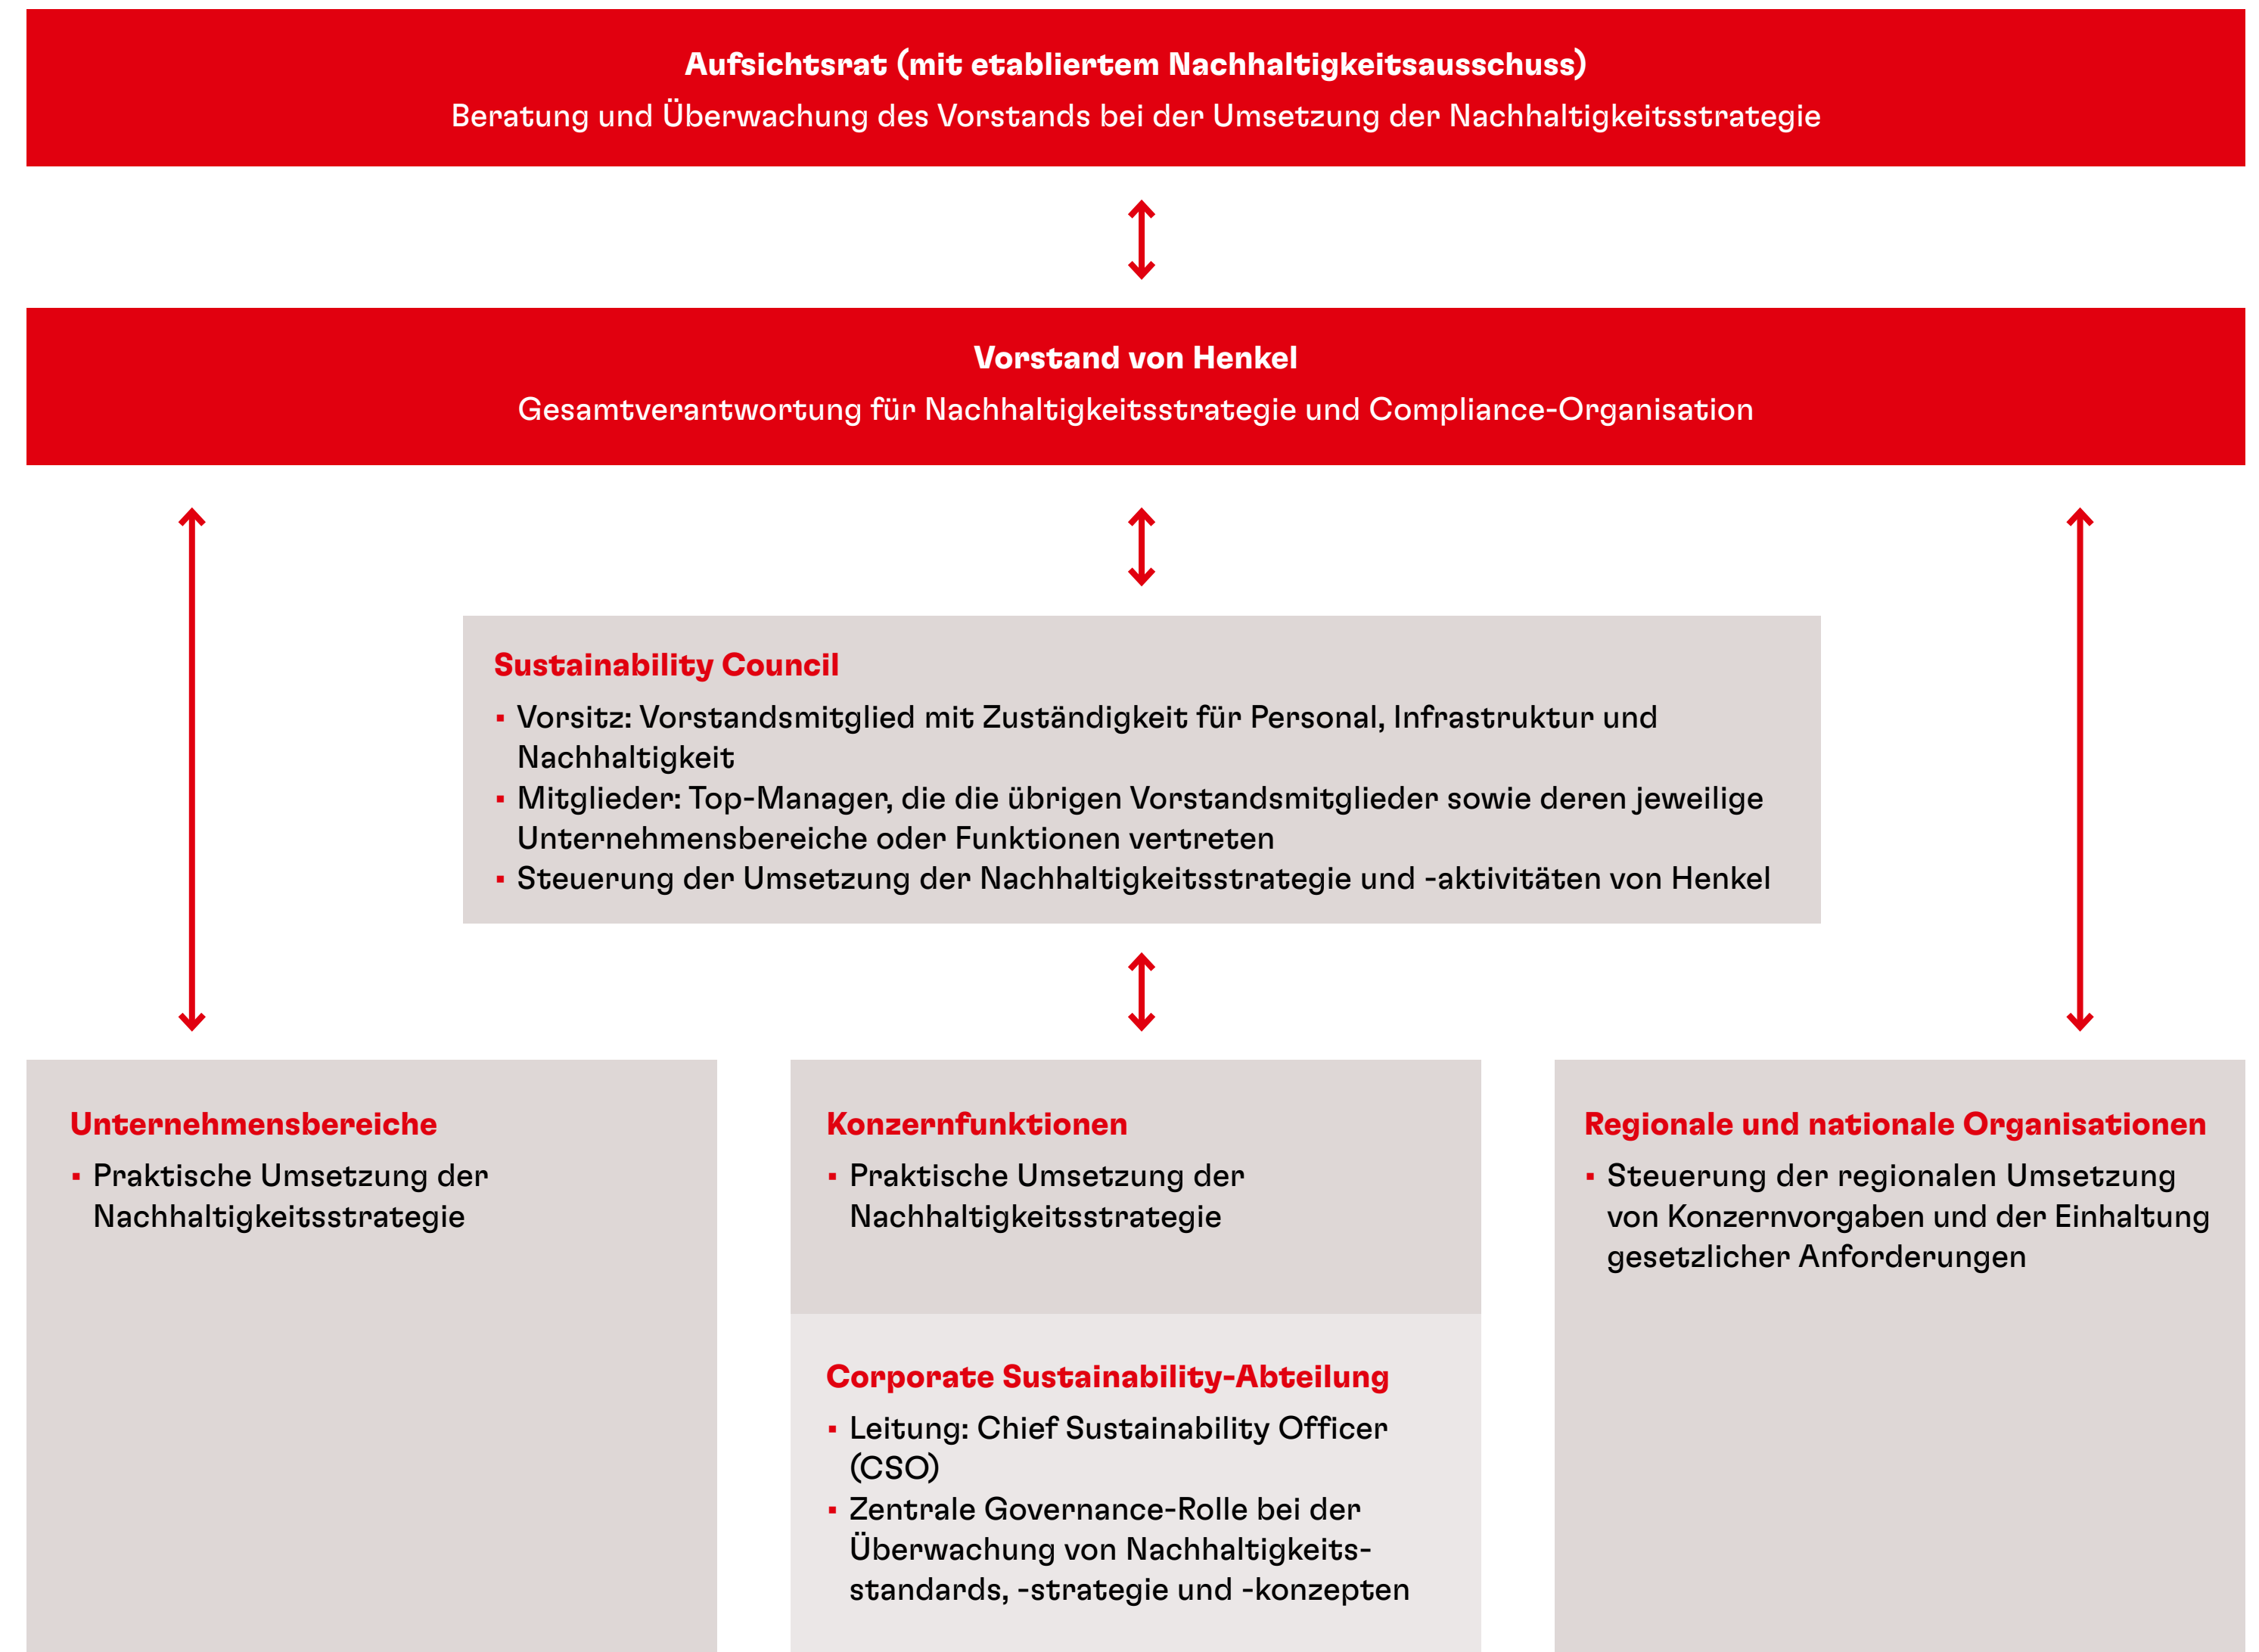 Aufsichtsrat (mit etabliertem Nachhaltigkeitsausschuss)
Beratung und Überwachung des Vorstands bei der Umsetzung der Nachhaltigkeitsstrategie
Vorstand von Henkel
Gesamtverantwortung für Nachhaltigkeitsstrategie und Compliance-Organisation
Sustainability Council
▪ Vorsitz: Vorstandsmitglied mit Zuständigkeit für Personal, Infrastruktur und
Nachhaltigkeit
▪ Mitglieder: Top-Manager, die die übrigen Vorstandsmitglieder sowie deren jeweilige
Unternehmensbereiche oder Funktionen vertreten
▪ Steuerung der Umsetzung der Nachhaltigkeitsstrategie und -aktivitäten von Henkel
Unternehmensbereiche
▪ Praktische Umsetzung der
Nachhaltigkeitsstrategie
Konzernfunktionen
▪ Praktische Umsetzung der
Nachhaltigkeitsstrategie
Corporate Sustainability-Abteilung
▪ Leitung: Chief Sustainability Officer
(CSO)
▪ Zentrale Governance-Rolle bei der
Überwachung von Nachhaltigkeits-
standards, -strategie und -konzepten
Regionale und nationale Organisationen
▪ Steuerung der regionalen Umsetzung
von Konzernvorgaben und der Einhaltung
gesetzlicher Anforderungen